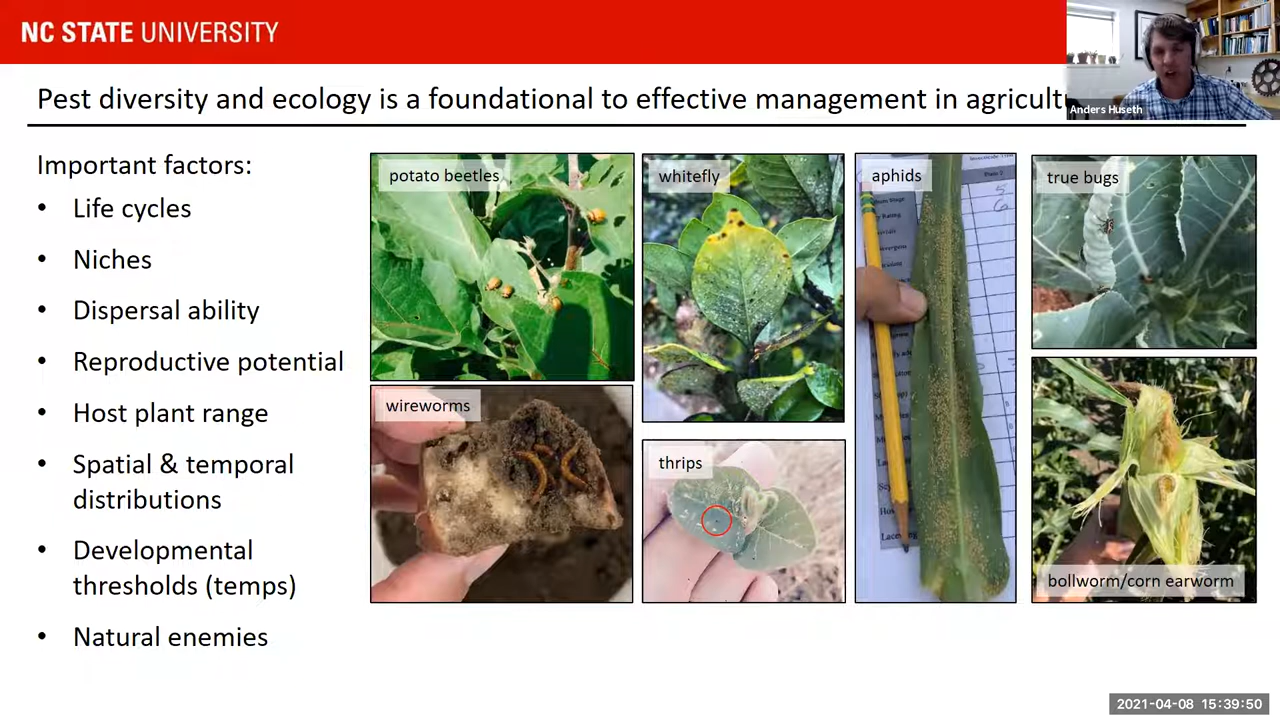 NC STATE UNIVERSITY
Pest diversity and ecology is a foundational to effective management in agricult
Anders Huseth
Important factors:
• Life cycles
• Niches
• Dispersal ability
• Reproductive potential
• Host plant range
• Spatial & temporal
distributions
• Developmental
thresholds (temps)
• Natural enemies
potato beetles
whitefly
aphids
true bugs
wireworms
thrips
bollworm/corn earworm
2021-04-08 15:39:50